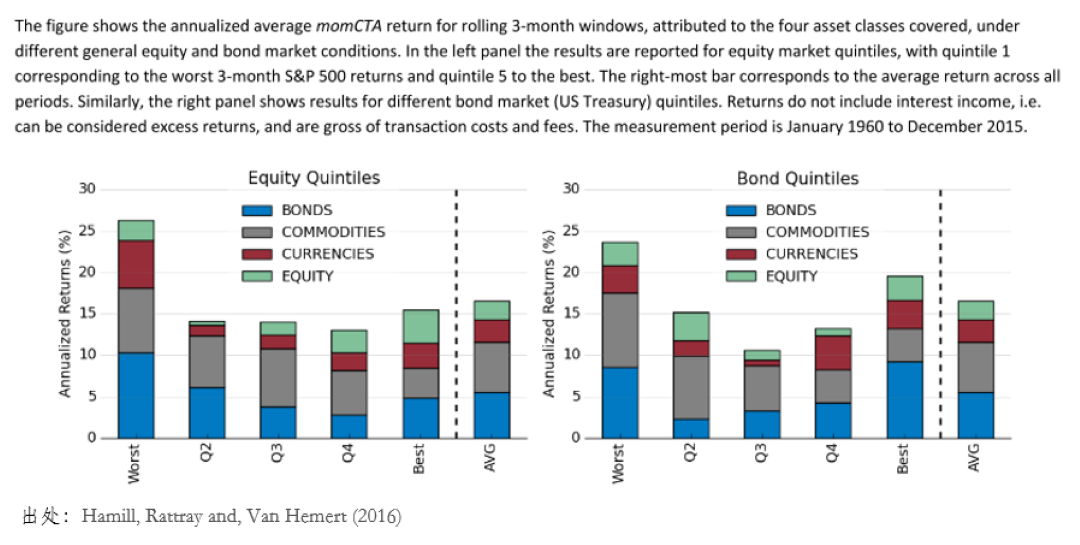 The figure shows the annualized average momCTA return for rolling 3-month windows, attributed to the four asset classes covered, under
different general equity and bond market conditions. In the left panel the results are reported for equity market quintiles, with quintile 1
corresponding to the worst 3-month S&P 500 returns and quintile 5 to the best. The right-most bar corresponds to the average return across all
periods. Similarly, the right panel shows results for different bond market (US Treasury) quintiles. Returns do not include interest income, i.e.
can be considered excess returns, and are gross of transaction costs and fees. The measurement period is January 1960 to December 2015.
Equity Quintiles
Annualized Returns (%)
30
25
20
15
10
5
0
BONDS
COMMODITIES
CURRENCIES
EQUITY
Worst
Q2
Q3
Q4
Best
AVG
Bond Quintiles
Annualized Returns (%)
30
25
20
15
10
5
0
BONDS
COMMODITIES
CURRENCIES
EQUITY
Worst
Q2
Q3
Q4
Best
AVG
出处：Hamill, Rattray and, Van Hemert (2016)